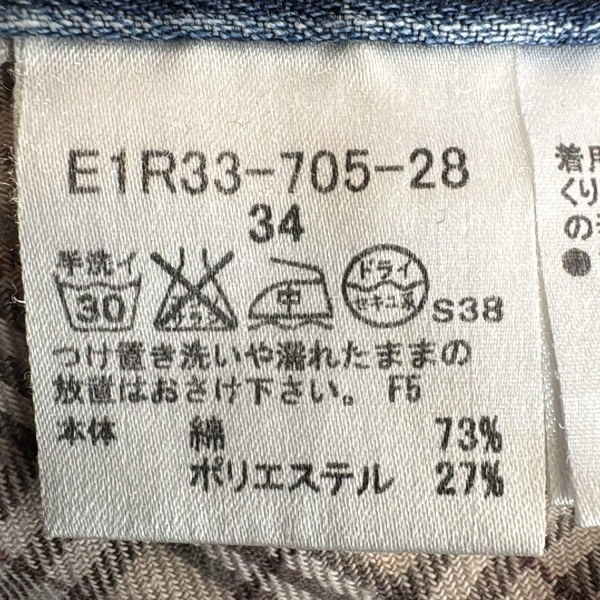 E1R33-705-28
34
手洗イ 30 中 ドライ セキユ系 S38
つけ置き洗いや濡れたままの
放置はおさけ下さい。 F5
本体 綿 73%
ポリエステル 27%
着用
くり
の
●